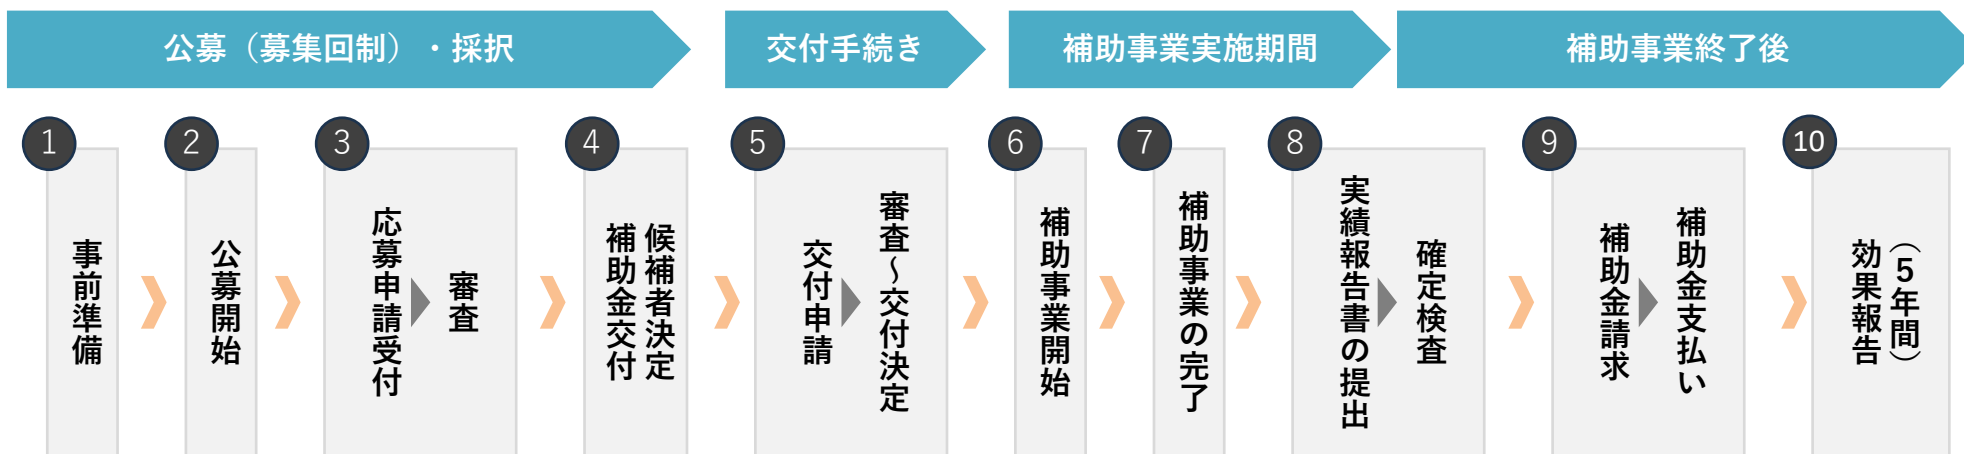 公募（募集回制）・採択
交付手続き
補助事業実施期間
補助事業終了後
1
事前準備
2
公募開始
3
応募申請受付
審査
4
補助金交付
候補者決定
5
交付申請
審査～交付決定
6
補助事業開始
7
補助事業の完了
8
実績報告書の提出
確定検査
9
補助金請求
補助金支払い
10
効果報告
（5年間）